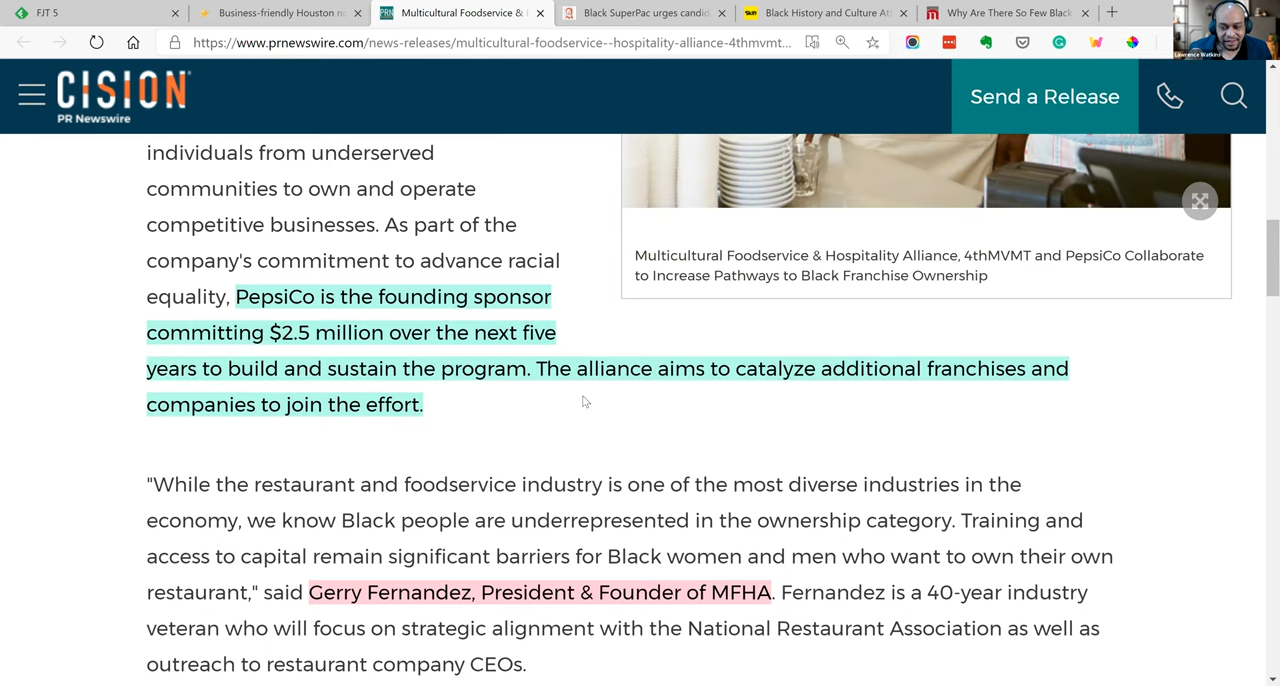 FJT 5
Business-friendly Houston n
Multicultural Foodservice &
Black SuperPac urges candid
Black History and Culture At
Why Are There So Few Black
https://www.prnewswire.com/news-releases/multicultural-foodservice--hospitality-alliance-4thmvmt...
Lawrence Watkins
CISION
PR Newswire
Send a Release
individuals from underserved
communities to own and operate
competitive businesses. As part of the
company's commitment to advance racial
equality, PepsiCo is the founding sponsor
committing $2.5 million over the next five
years to build and sustain the program. The alliance aims to catalyze additional franchises and
companies to join the effort.
Multicultural Foodservice & Hospitality Alliance, 4thMVMT and PepsiCo Collaborate
to Increase Pathways to Black Franchise Ownership
"While the restaurant and foodservice industry is one of the most diverse industries in the
economy, we know Black people are underrepresented in the ownership category. Training and
access to capital remain significant barriers for Black women and men who want to own their own
restaurant," said Gerry Fernandez, President & Founder of MFHA. Fernandez is a 40-year industry
veteran who will focus on strategic alignment with the National Restaurant Association as well as
outreach to restaurant company CEOs.